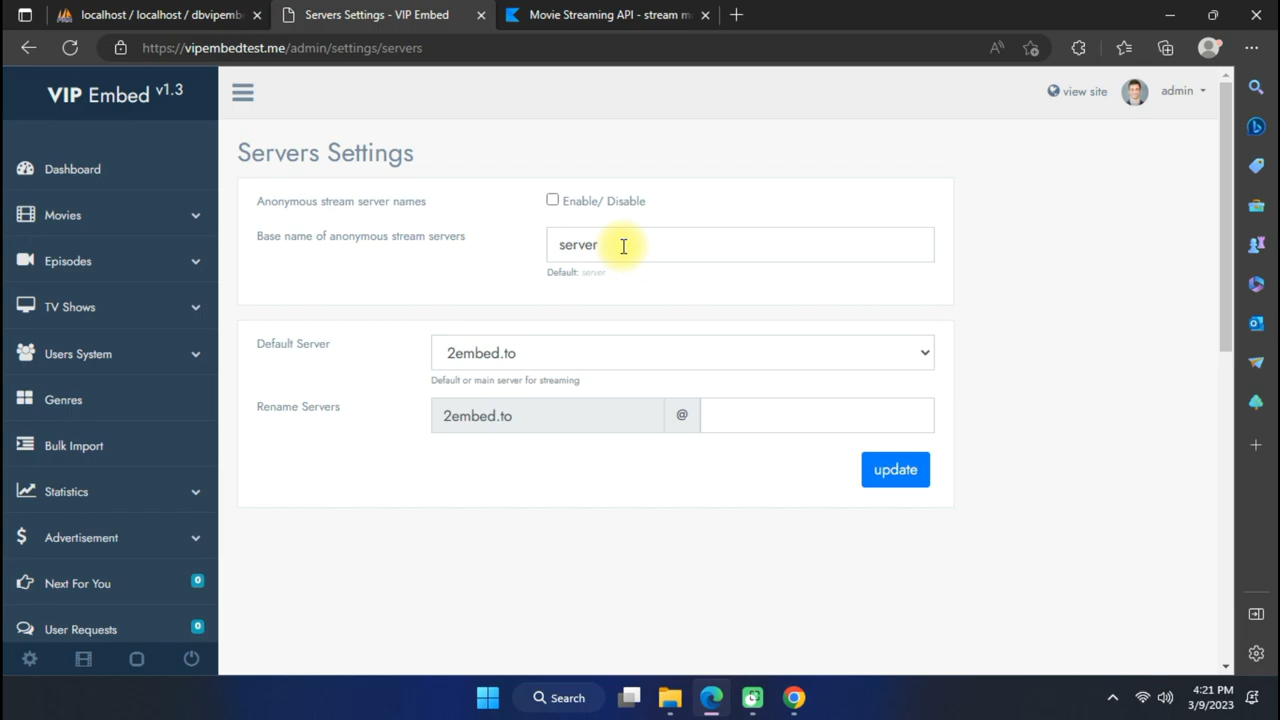 localhost / localhost / dbvipemb
Servers Settings - VIP Embed
Movie Streaming API - stream m
https://vipembedtest.me/admin/settings/servers
VIP Embed v1.3
view site
admin
Dashboard
Movies
Episodes
TV Shows
Users System
Genres
Bulk Import
Statistics
Advertisement
Next For You 0
User Requests 0
Servers Settings
Anonymous stream server names
Enable/ Disable
Base name of anonymous stream servers
server
Default: server
Default Server
2embed.to
Default or main server for streaming
Rename Servers
2embed.to @
update
Search
4:21 PM
3/9/2023